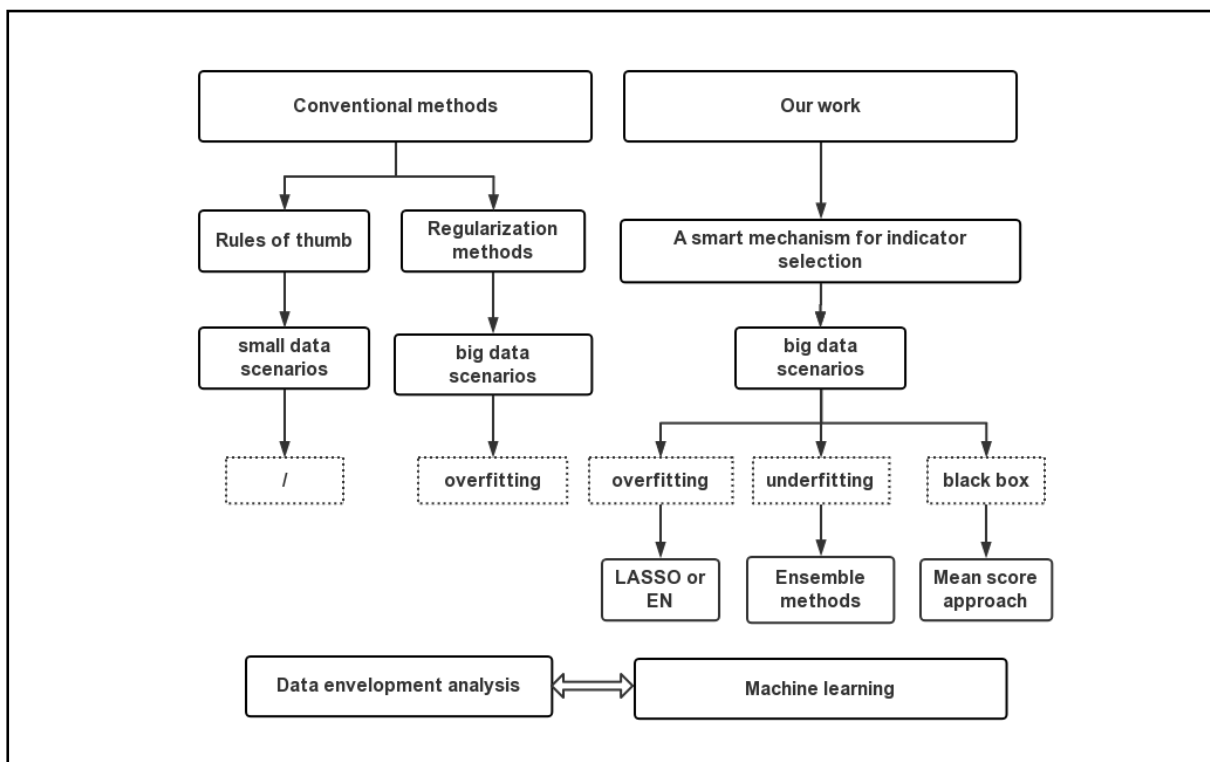 Conventional methods
Our work
Rules of thumb
Regularization
methods
A smart mechanism for indicator
selection
small data
scenarios
big data
scenarios
big data
scenarios
/
overfitting
overfitting
underfitting
black box
LASSO or
EN
Ensemble
methods
Mean score
approach
Data envelopment analysis
Machine learning